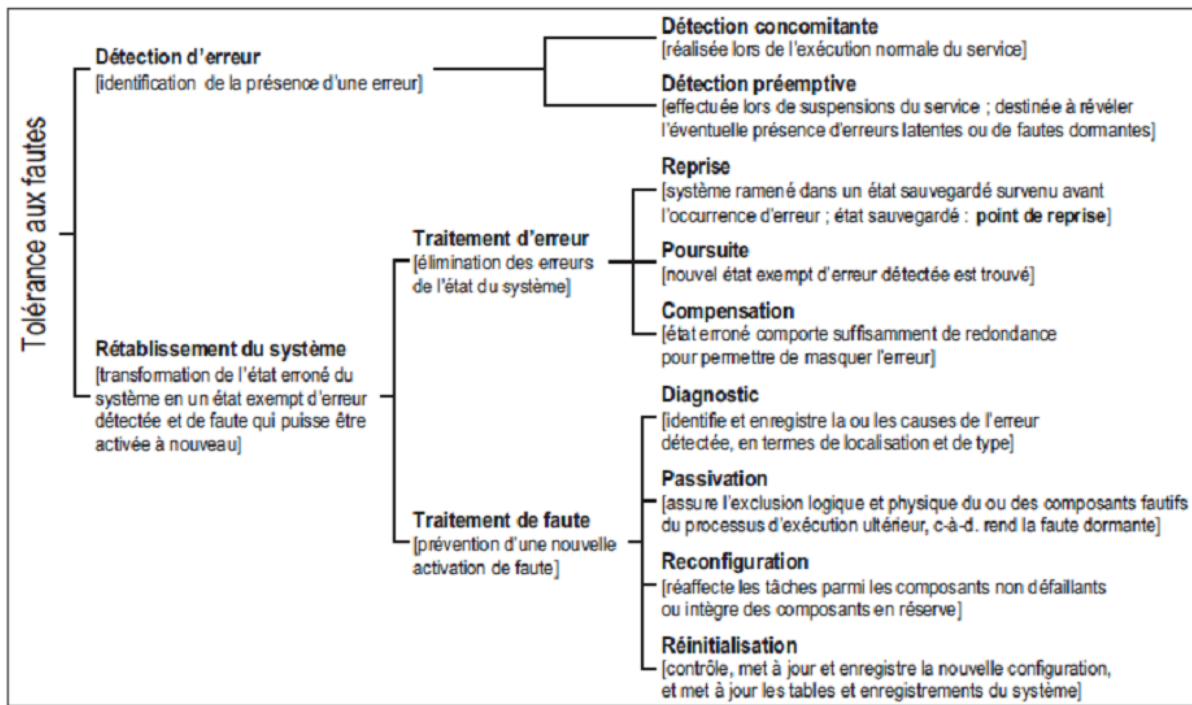 Tolérance aux fautes
Détection d'erreur
[identification de la présence d'une erreur]
Détection concomitante
[réalisée lors de l'exécution normale du service]
Détection préemptive
[effectuée lors de suspensions du service ; destinée à révéler
l'éventuelle présence d'erreurs latentes ou de fautes dormantes]
Rétablissement du système
[transformation de l'état erroné du
système en un état exempt d'erreur
détectée et de faute qui puisse être
activée à nouveau]
Traitement d'erreur
[élimination des erreurs
de l'état du système]
Reprise
[système ramené dans un état sauvegardé survenu avant
l'occurrence d'erreur ; état sauvegardé : point de reprise]
Poursuite
[nouvel état exempt d'erreur détectée est trouvé]
Compensation
[état erroné comporte suffisamment de redondance
pour permettre de masquer l'erreur]
Traitement de faute
[prévention d'une nouvelle
activation de faute]
Diagnostic
[identifie et enregistre la ou les causes de l'erreur
détectée, en termes de localisation et de type]
Passivation
[assure l'exclusion logique et physique du ou des composants fautifs
du processus d'exécution ultérieur, c-à-d. rend la faute dormante]
Reconfiguration
[réaffecte les tâches parmi les composants non défaillants
ou intègre des composants en réserve]
Réinitialisation
[contrôle, met à jour et enregistre la nouvelle configuration,
et met à jour les tables et enregistrements du système]